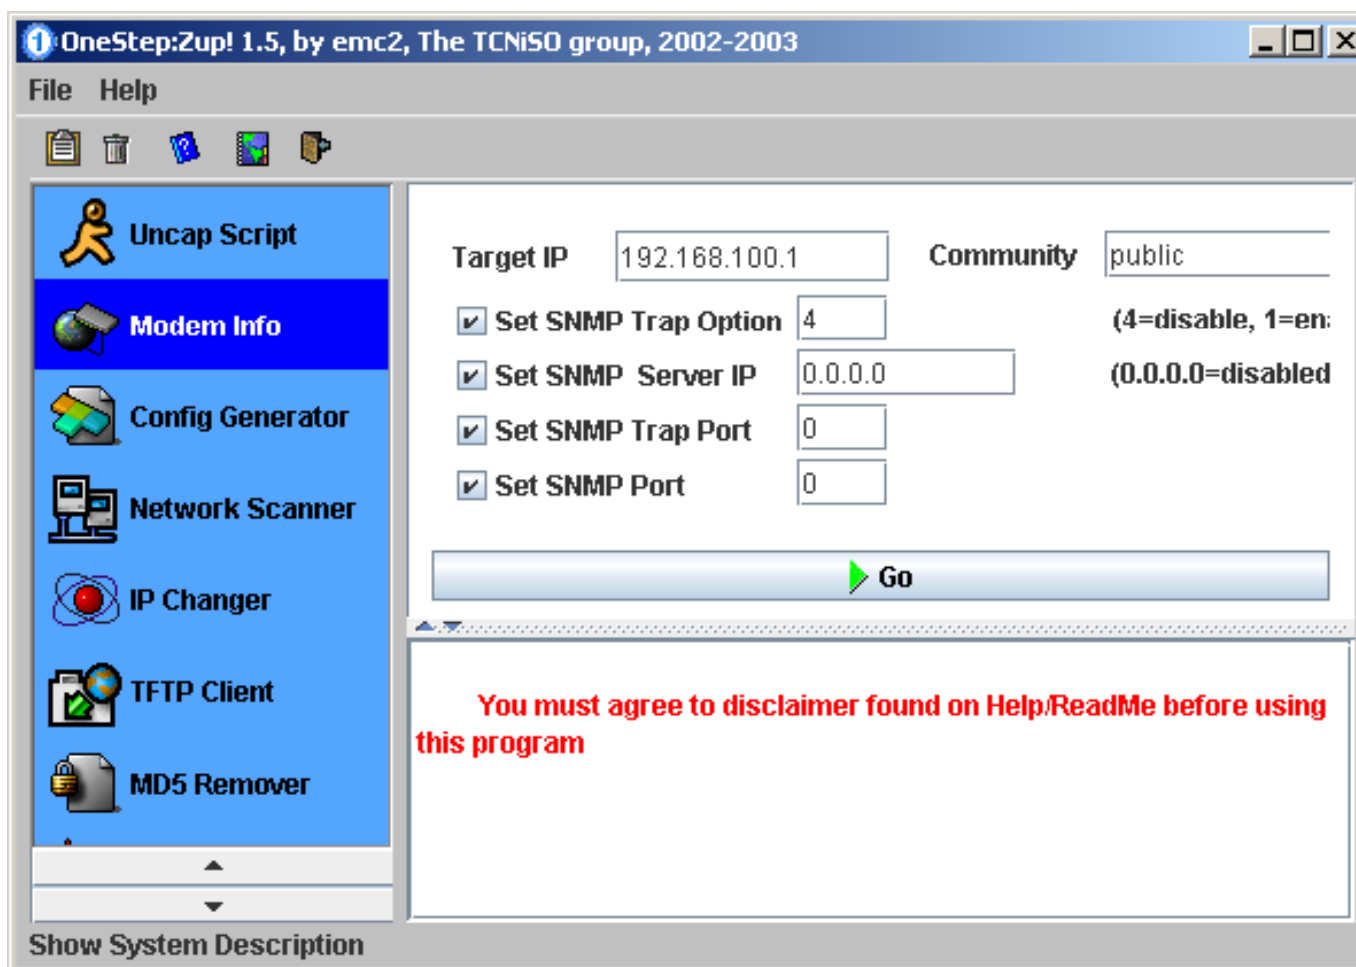 OneStep:Zup! 1.5, by emc2, The TCNiSO group, 2002-2003
File Help
Uncap Script
Modem Info
Config Generator
Network Scanner
IP Changer
TFTP Client
MD5 Remover
Target IP 192.168.100.1 Community public
Set SNMP Trap Option 4 (4=disable, 1=en
Set SNMP Server IP 0.0.0.0 (0.0.0.0=disabled
Set SNMP Trap Port 0
Set SNMP Port 0
Go
You must agree to disclaimer found on Help/ReadMe before using
this program
Show System Description